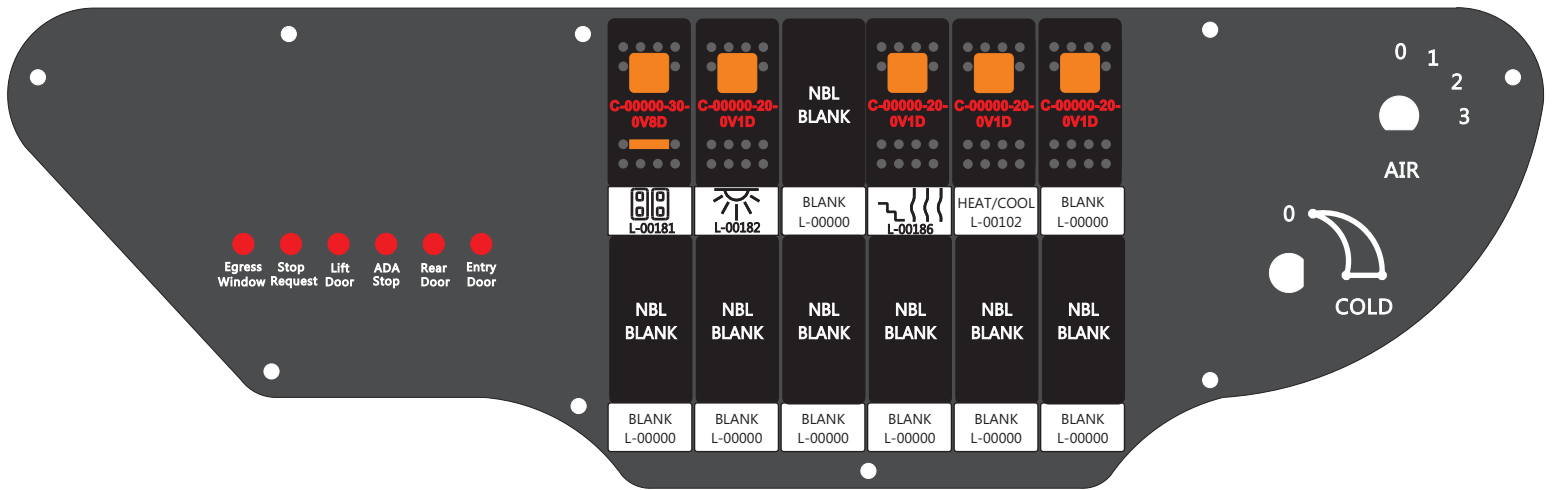 C-00000-30-
0V8D
C-00000-20-
0V1D
NBL
BLANK
C-00000-20-
0V1D
C-00000-20-
0V1D
C-00000-20-
0V1D
L-00181
L-00182
BLANK
L-00000
L-00186
HEAT/COOL
L-00102
BLANK
L-00000
0
1
2
3
AIR
0
COLD
Egress
Window
Stop
Request
Lift
Door
ADA
Stop
Rear
Door
Entry
Door
NBL
BLANK
NBL
BLANK
NBL
BLANK
NBL
BLANK
NBL
BLANK
NBL
BLANK
BLANK
L-00000
BLANK
L-00000
BLANK
L-00000
BLANK
L-00000
BLANK
L-00000
BLANK
L-00000